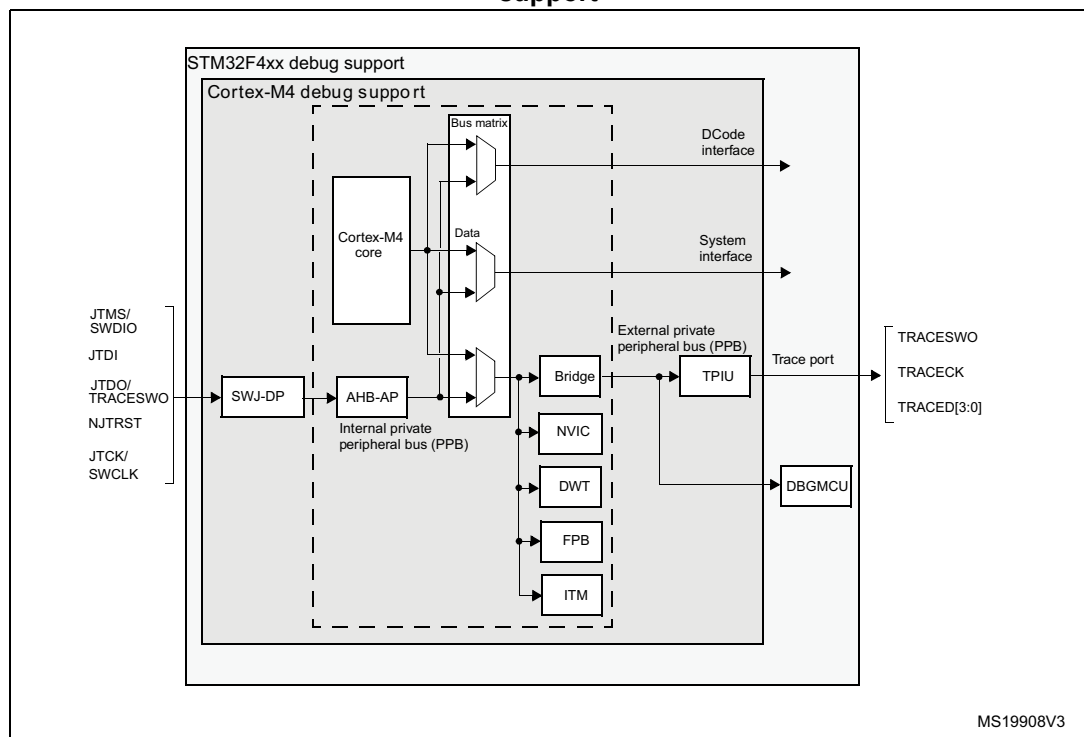 support
STM32F4xx debug support
Cortex-M4 debug support
Bus matrix
DCode
interface
Cortex-M4
core
Data
System
interface
JTMS/
SWDIO
JTDI
JTDO/
TRACESWO
NJTRST
JTCK/
SWCLK
SWJ-DP
AHB-AP
Internal private
peripheral bus (PPB)
External private
peripheral bus (PPB)
Bridge
NVIC
DWT
FPB
ITM
TPIU
Trace port
DBGMCU
TRACESWO
TRACECK
TRACED[3:0]
MS19908V3